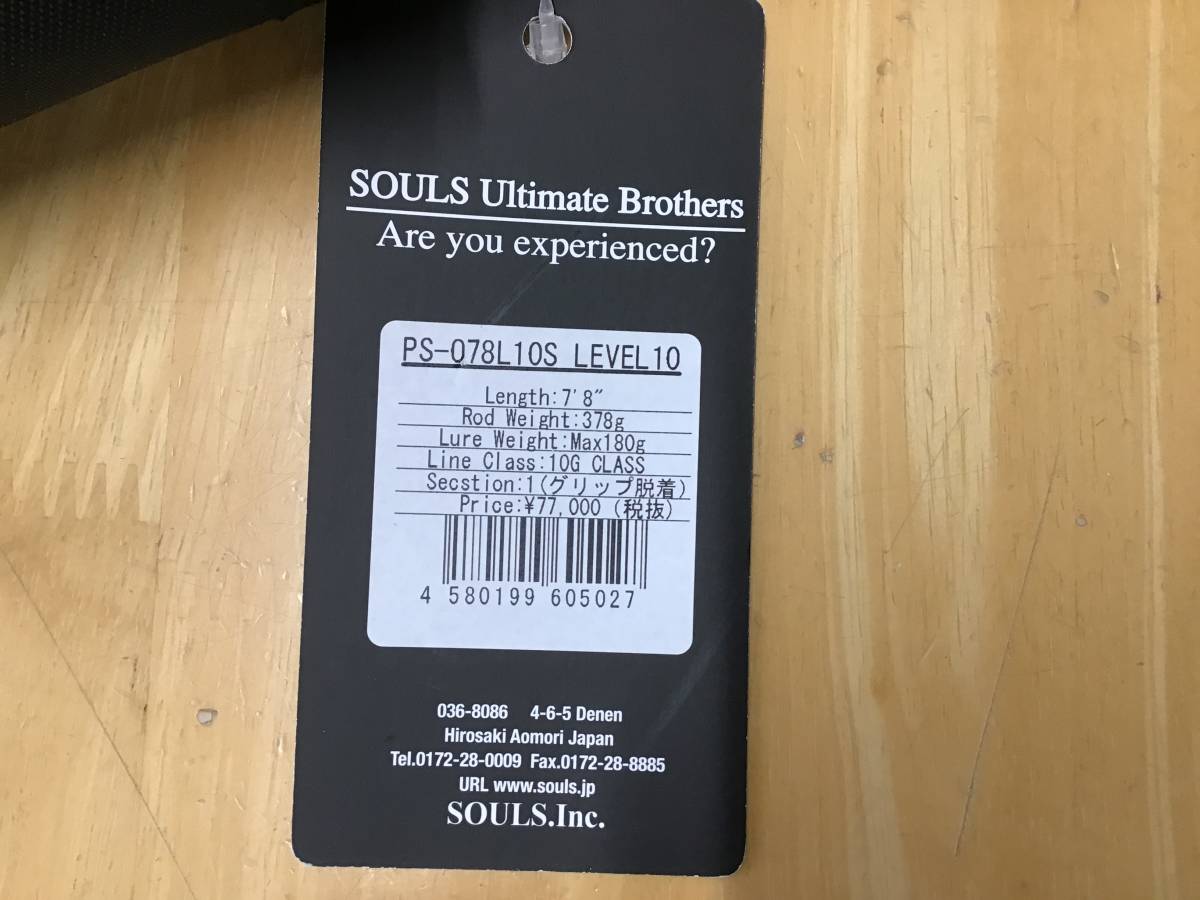 SOULS Ultimate Brothers
Are you experienced?
PS-Q78L10S LEVEL10
Length:7'8"
Rod Weight:378g
Lure Weight:Max180g
Line Class:10G CLASS
Secstion:1(グリップ脱着)
Price:¥77,000 (税抜)
4 580199 605027
036-8086 4-6-5 Denen
Hirosaki Aomori Japan
Tel.0172-28-0009 Fax.0172-28-8885
URL www.souls.jp
SOULS.Inc.